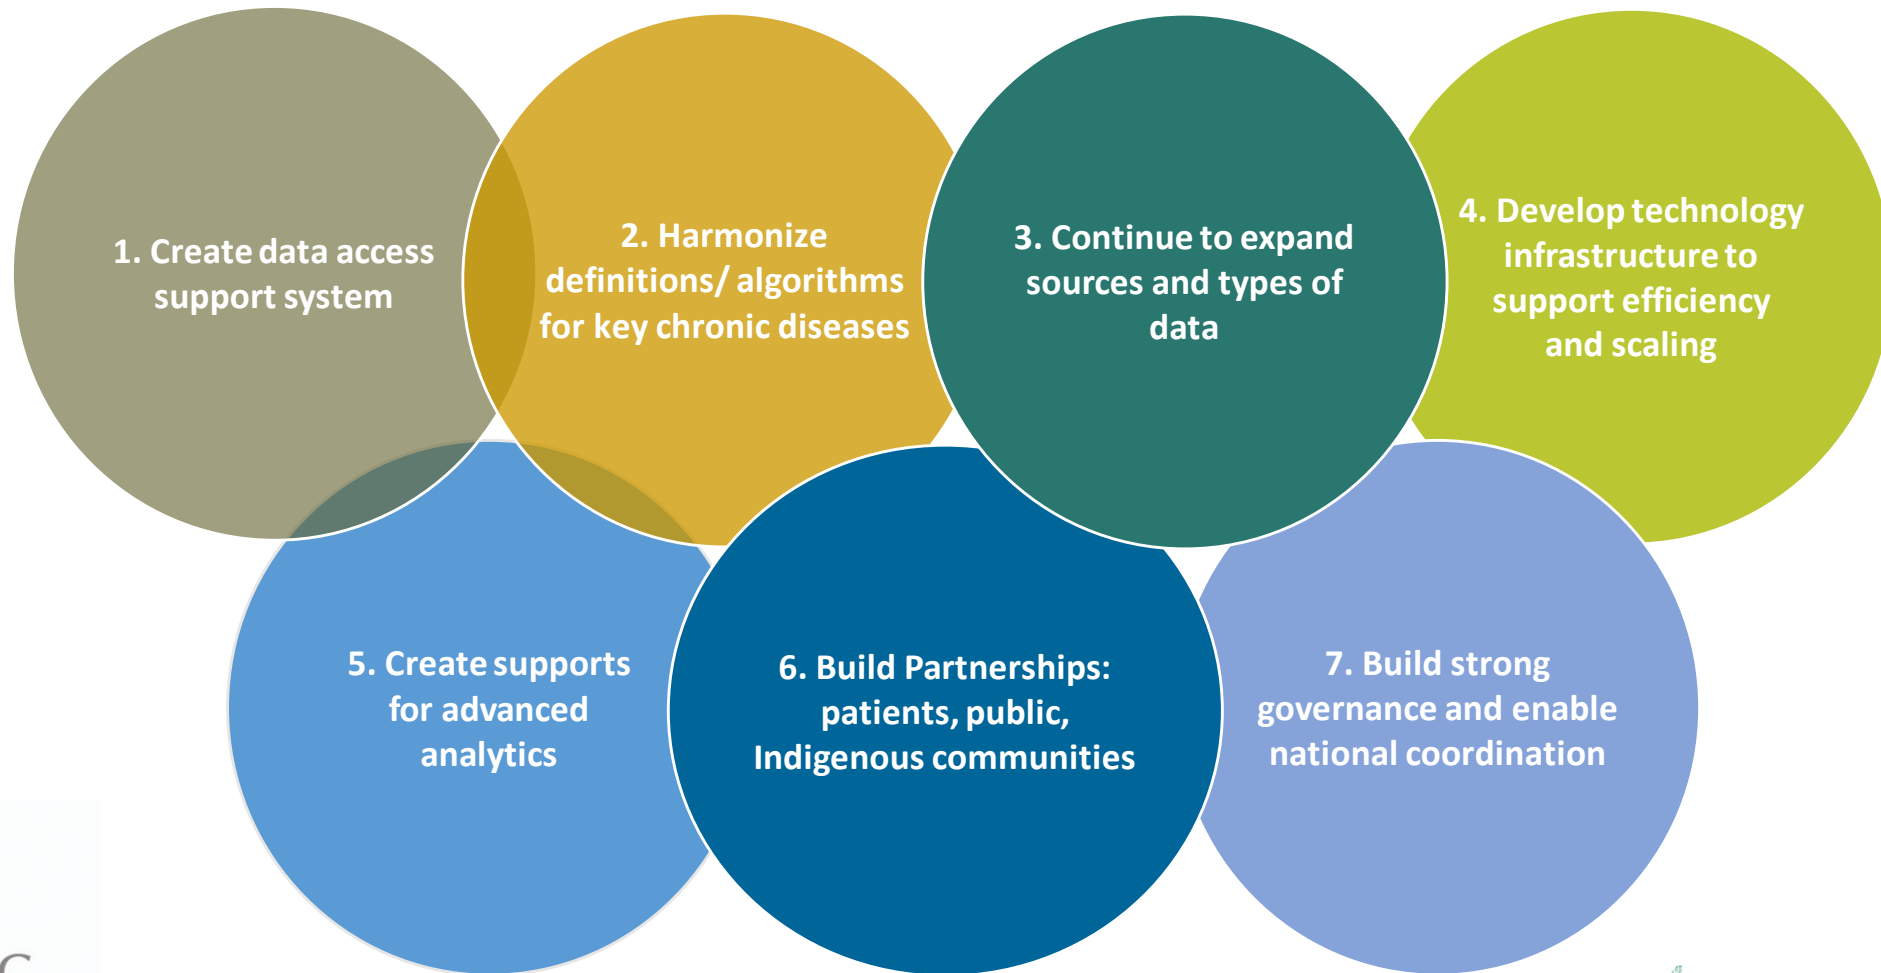 1. Create data access
support system
2. Harmonize
definitions/ algorithms
for key chronic diseases
3. Continue to expand
sources and types of
data
4. Develop technology
infrastructure to
support efficiency
and scaling
5. Create supports
for advanced
analytics
6. Build Partnerships:
patients, public,
Indigenous communities
7. Build strong
governance and enable
national coordination